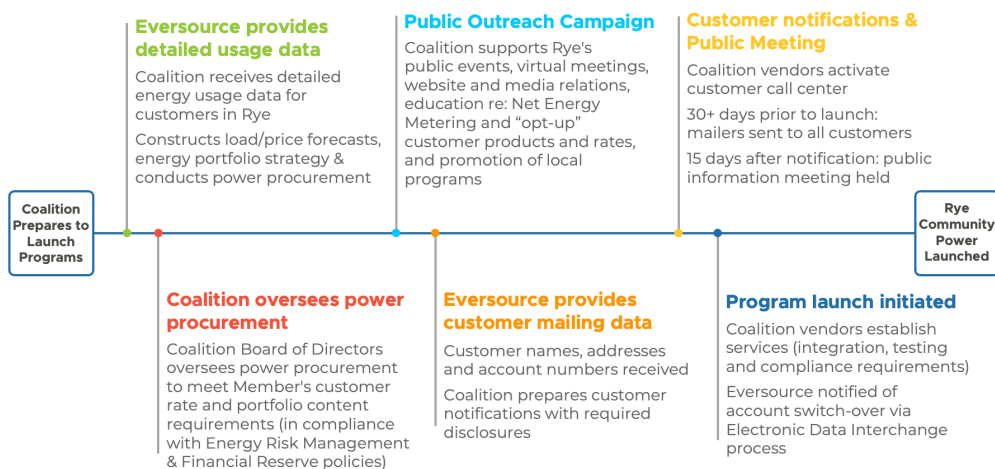 Coalition
Prepares to
Launch
Programs
Eversource provides
detailed usage data
Coalition receives detailed
energy usage data for
customers in Rye
Constructs load/price forecasts,
energy portfolio strategy &
conducts power procurement
Coalition oversees power
procurement
Coalition Board of Directors
oversees power procurement
to meet Member's customer
rate and portfolio content
requirements (in compliance
with Energy Risk Management
& Financial Reserve policies)
Public Outreach Campaign
Coalition supports Rye's
public events, virtual meetings,
website and media relations,
education re: Net Energy
Metering and “opt-up”
customer products and rates,
and promotion of local
programs
Eversource provides
customer mailing data
Customer names, addresses
and account numbers received
Coalition prepares customer
notifications with required
disclosures
Customer notifications &
Public Meeting
Coalition vendors activate
customer call center
30+ days prior to launch:
mailers sent to all customers
15 days after notification: public
information meeting held
Program launch initiated
Coalition vendors establish
services (integration, testing
and compliance requirements)
Eversource notified of
account switch-over via
Electronic Data Interchange
process
Rye
Community
Power
Launched